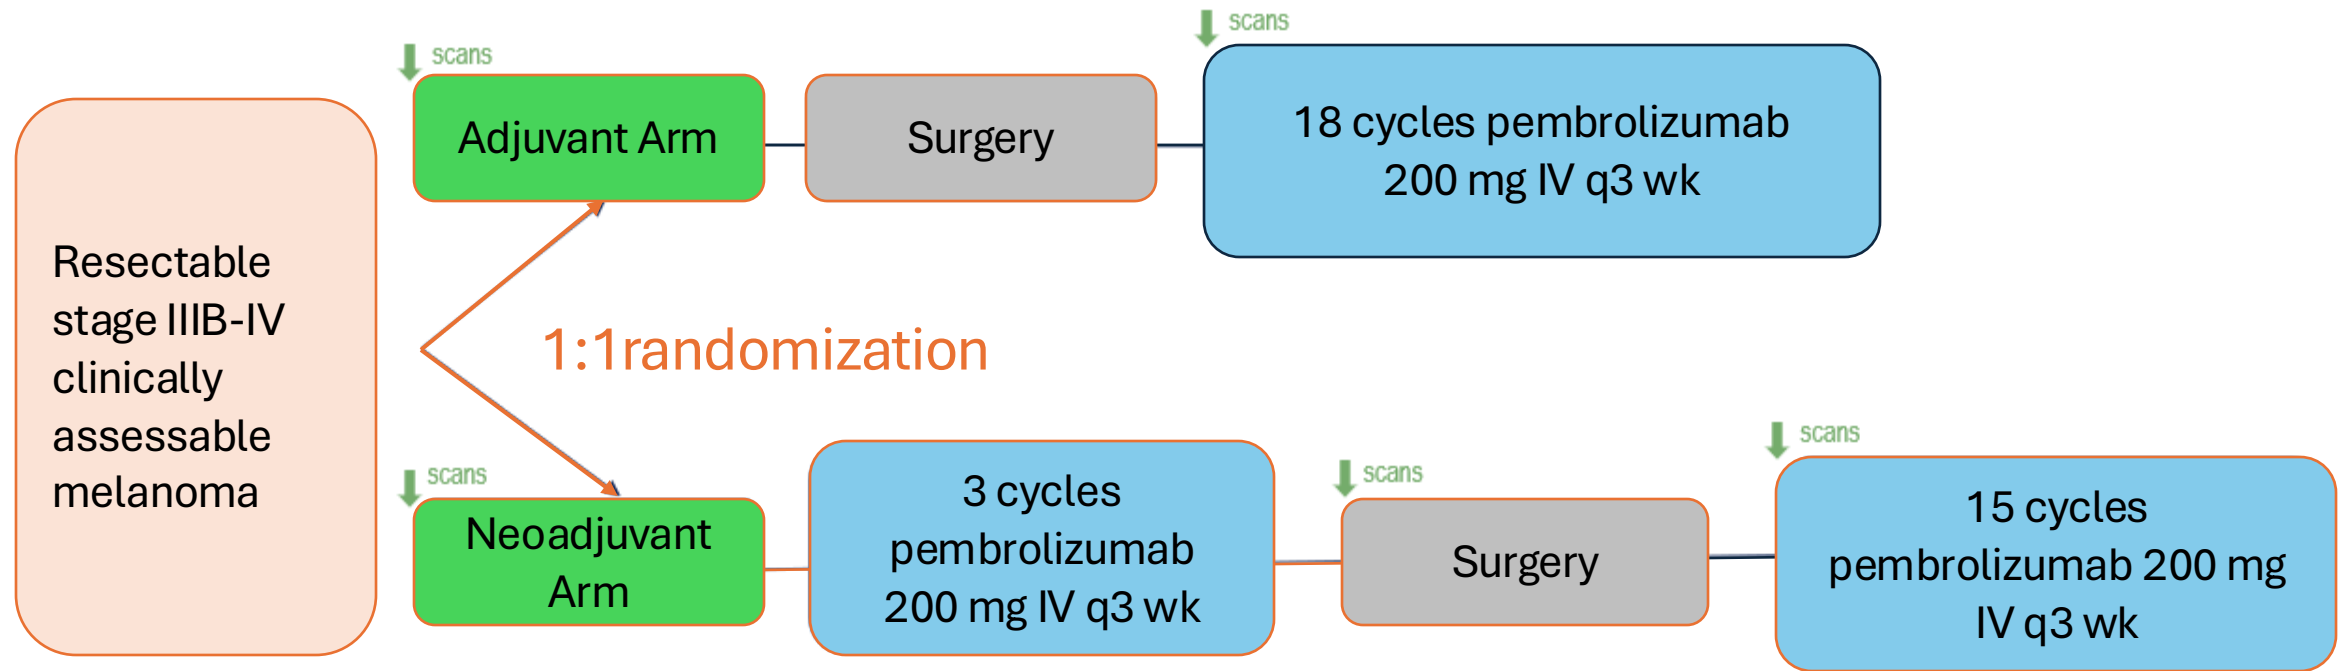 scans
Adjuvant Arm
Surgery
scans
18 cycles pembrolizumab
200 mg IV q3 wk
Resectable
stage IIIB-IV
clinically
assessable
melanoma
1:1randomization
scans
Neoadjuvant
Arm
3 cycles
pembrolizumab
200 mg IV q3 wk
scans
Surgery
scans
15 cycles
pembrolizumab 200 mg
IV q3 wk